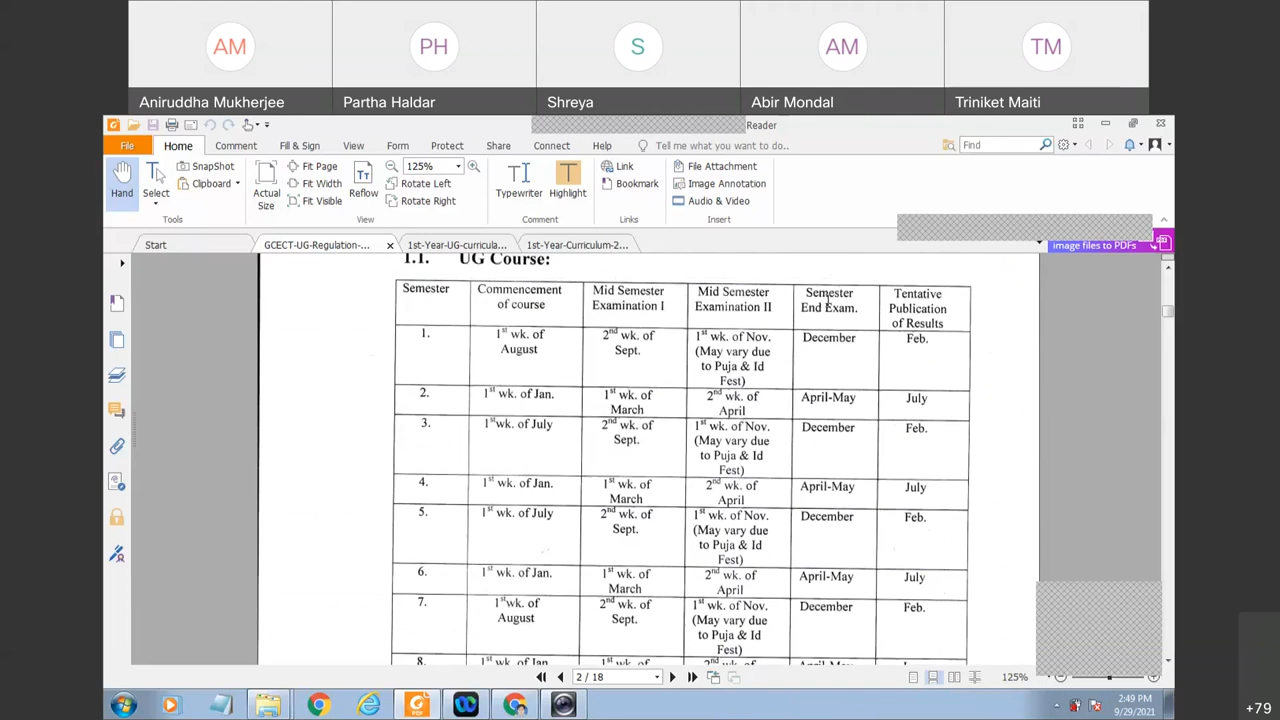 AM PH S AM TM
Aniruddha Mukherjee Partha Haldar Shreya Abir Mondal Triniket Maiti
Reader
File Home Comment Fill & Sign View Form Protect Share Connect Help Tell me what you want to do... Find
Hand Select SnapShot Clipboard Actual Size Fit Page Fit Width Fit Visible Reflow 125% Rotate Left Rotate Right Typewriter Highlight Link Bookmark File Attachment Image Annotation Audio & Video
Tools View Comment Links Insert
Start GCECT-UG-Regulation-... 1st-Year-UG-curricula... 1st-Year-Curriculum-2... image files to PDFs
1.1. UG Course:
Semester Commencement of course Mid Semester Examination I Mid Semester Examination II Semester End Exam. Tentative Publication of Results
1. 1st wk. of August 2nd wk. of Sept. 1st wk. of Nov. (May vary due to Puja & Id Fest) December Feb.
2. 1st wk. of Jan. 1st wk. of March 2nd wk. of April April-May July
3. 1st wk. of July 2nd wk. of Sept. 1st wk. of Nov. (May vary due to Puja & Id Fest) December Feb.
4. 1st wk. of Jan. 1st wk. of March 2nd wk. of April April-May July
5. 1st wk. of July 2nd wk. of Sept. 1st wk. of Nov. (May vary due to Puja & Id Fest) December Feb.
6. 1st wk. of Jan. 1st wk. of March 2nd wk. of April April-May July
7. 1st wk. of August 2nd wk. of Sept. 1st wk. of Nov. (May vary due to Puja & Id Fest) December Feb.
8. 1st wk. of Jan 1st wk. of 2nd wk. of April-May
2 / 18 125%
2:49 PM
9/29/2021
+79